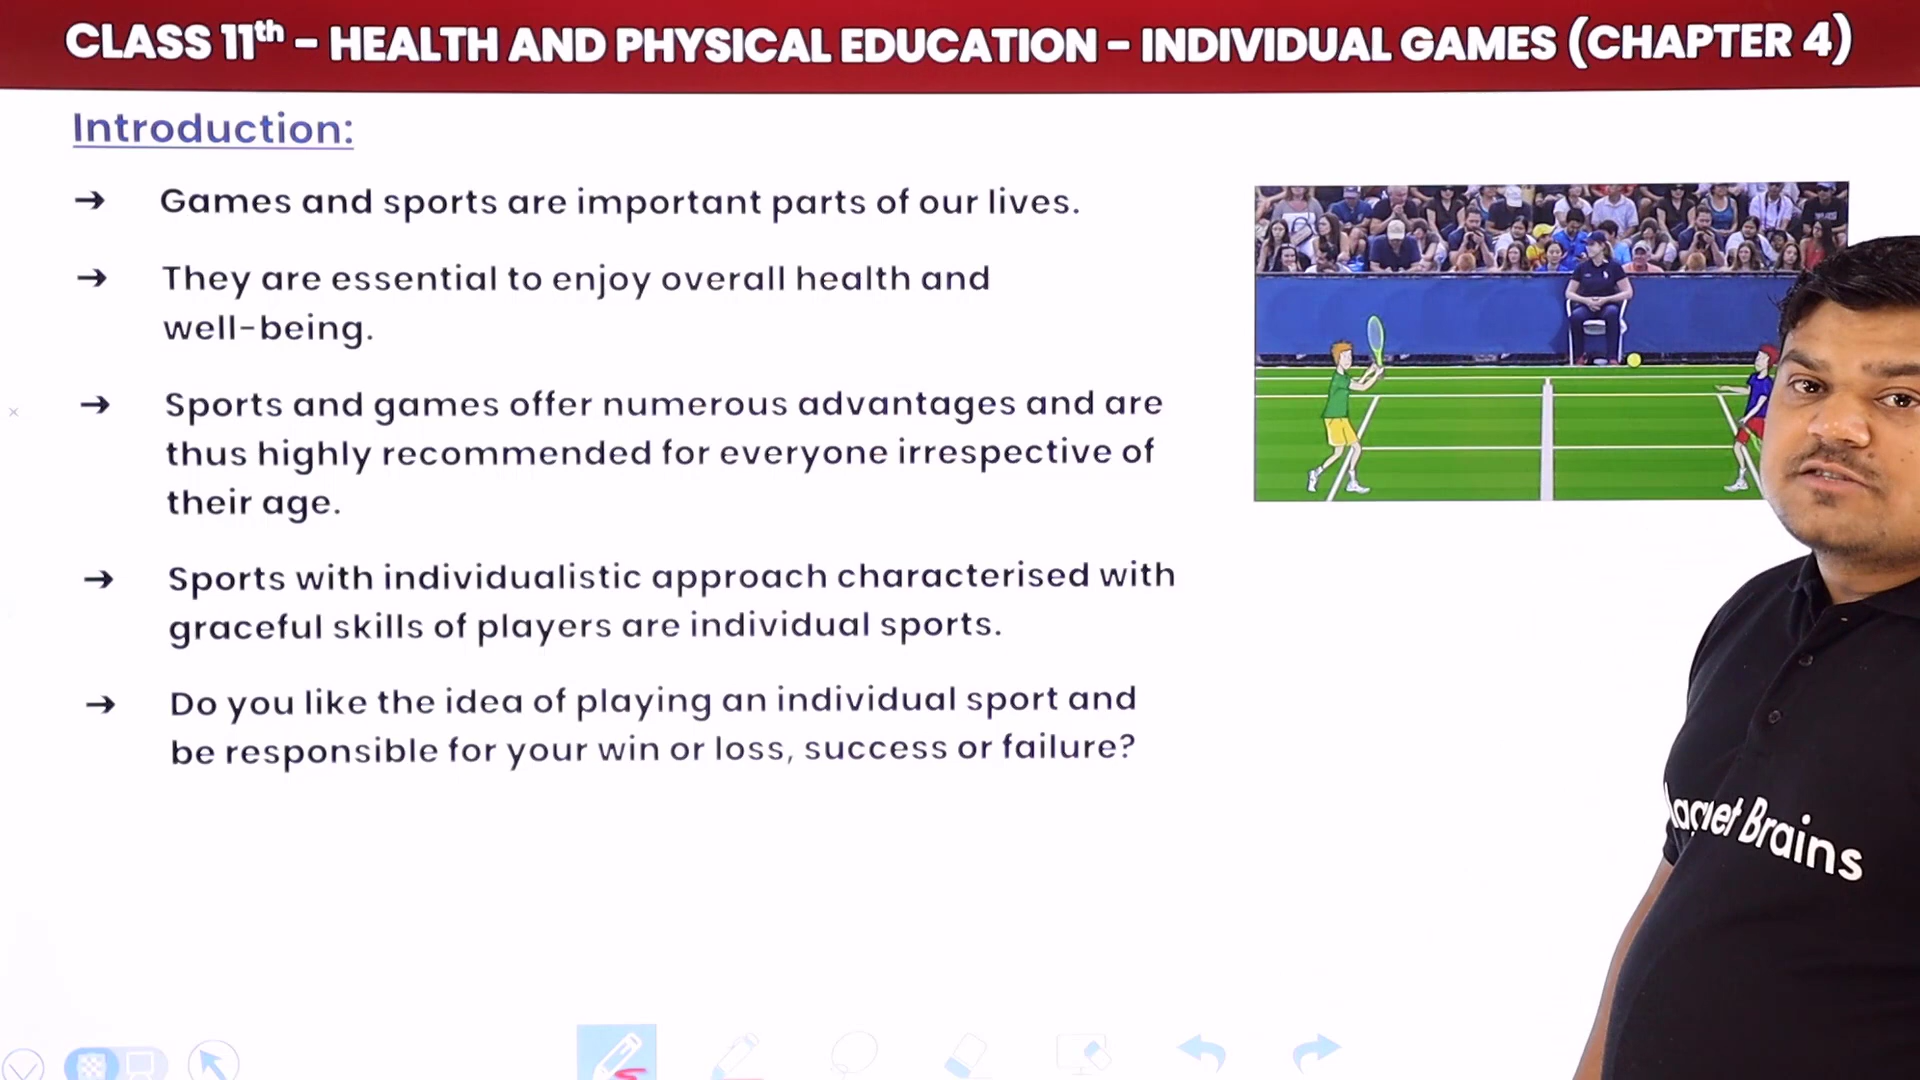 CLASS 11th – HEALTH AND PHYSICAL EDUCATION – INDIVIDUAL GAMES (CHAPTER 4)
Introduction:
→ Games and sports are important parts of our lives.
→ They are essential to enjoy overall health and
well-being.
→ Sports and games offer numerous advantages and are
thus highly recommended for everyone irrespective of
their age.
→ Sports with individualistic approach characterised with
graceful skills of players are individual sports.
→ Do you like the idea of playing an individual sport and
be responsible for your win or loss, success or failure?
Brains